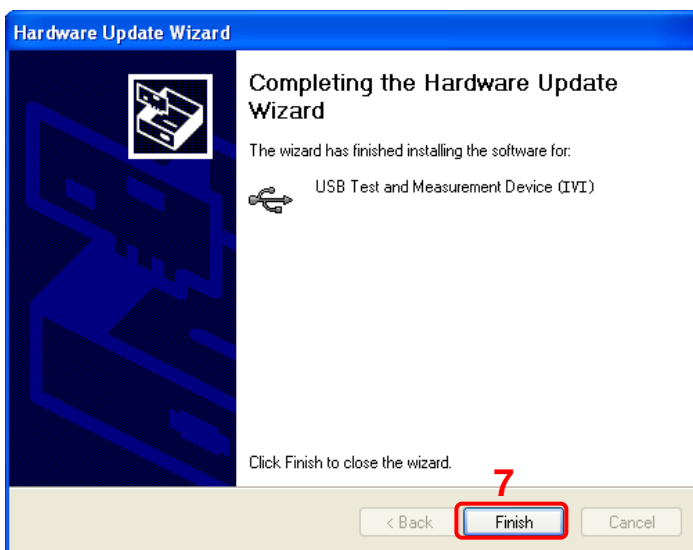 Hardware Update Wizard
Completing the Hardware Update
Wizard
The wizard has finished installing the software for:
USB Test and Measurement Device (IVI)
Click Finish to close the wizard.
7
< Back Finish Cancel